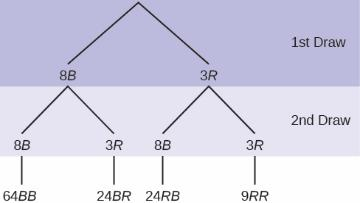 1st Draw
8B 3R
2nd Draw
8B 3R 8B 3R
64BB 24BR 24RB 9RR